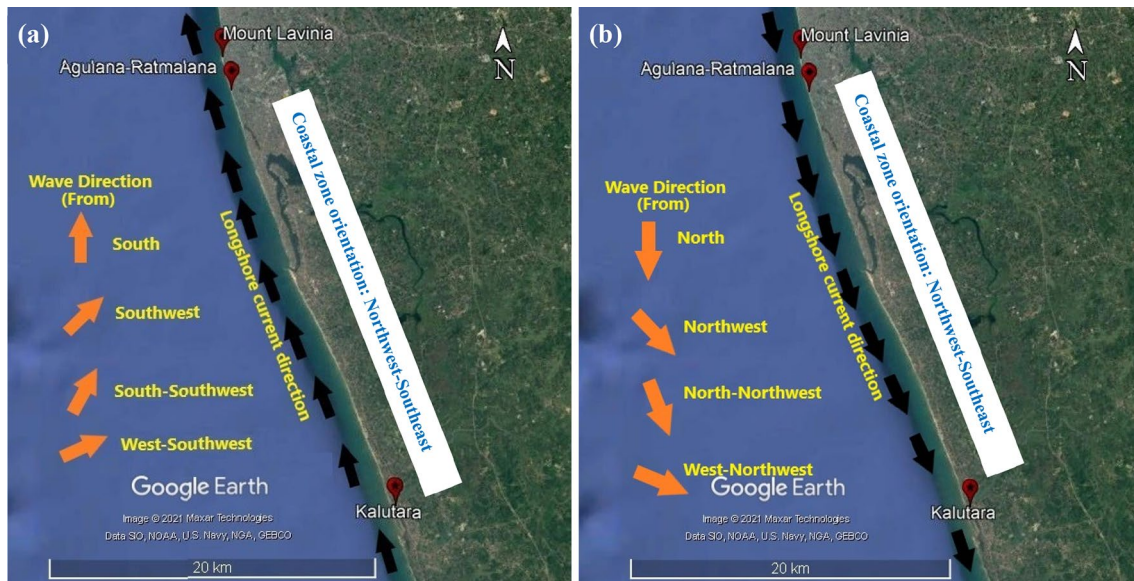 (a)
Mount Lavinia
Agulana-Ratmalana
N
Coastal zone orientation: Northwest-Southeast
Wave Direction
(From)
South
Longshore current direction
Southwest
South-Southwest
West-Southwest
Google Earth
Kalutara
Image © 2021 Maxar Technologies
Data SIO, NOAA, U.S. Navy, NGA, GEBCO
20 km
(b)
Mount Lavinia
Agulana-Ratmalana
N
Coastal zone orientation: Northwest-Southeast
Wave Direction
(From)
North
Longshore current direction
Northwest
North-Northwest
West-Northwest
Google Earth
Kalutara
Image © 2021 Maxar Technologies
Data SIO, NOAA, U.S. Navy, NGA, GEBCO
20 km